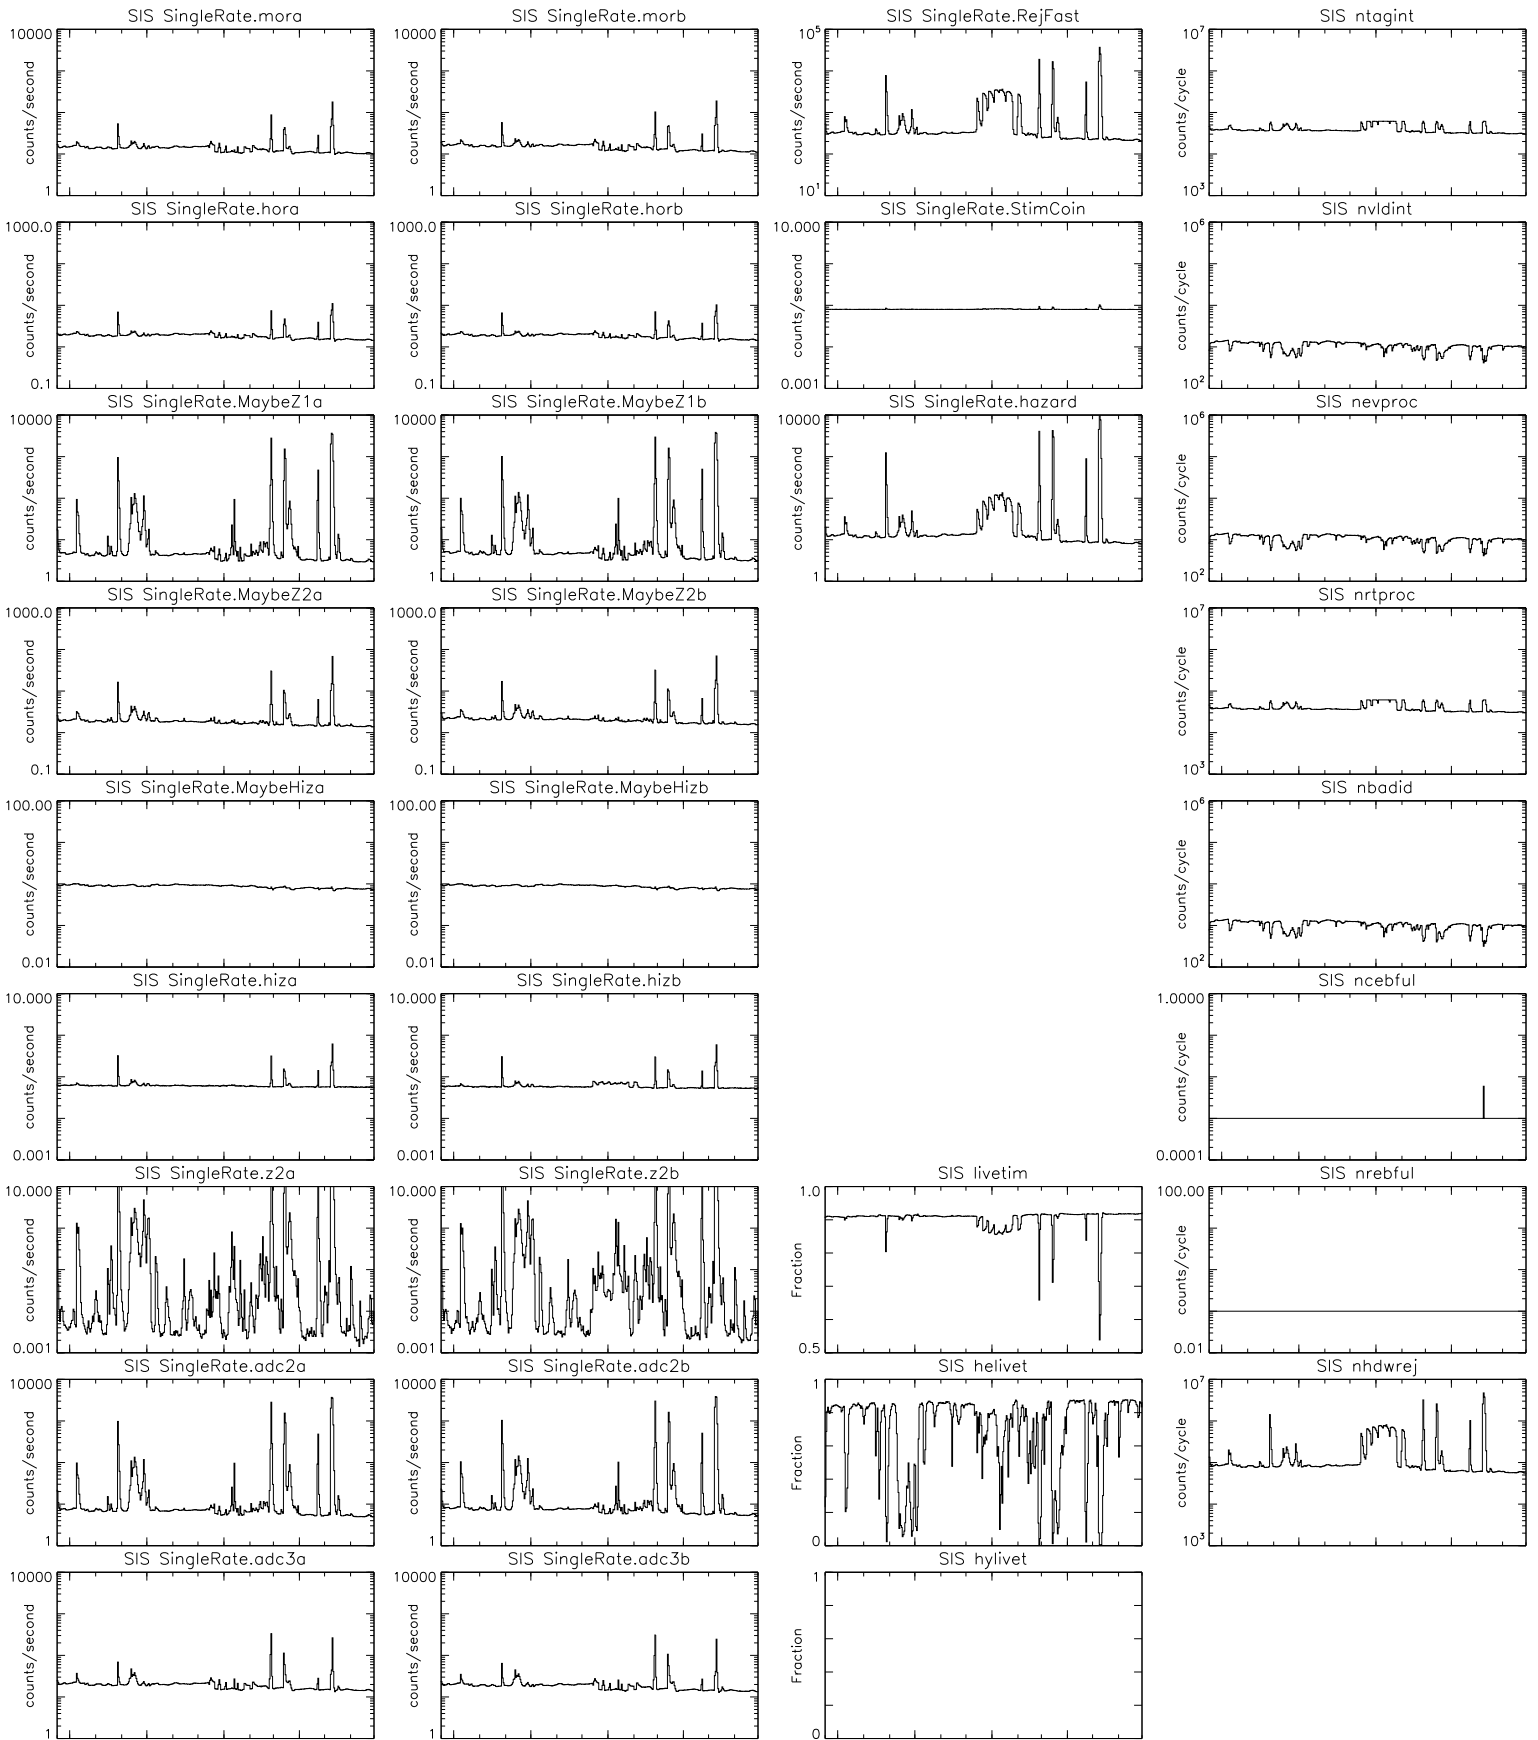 SIS SingleRate.mora
10000
counts/second
1
SIS SingleRate.morb
10000
counts/second
1
SIS SingleRate.RejFast
10^5
counts/second
10^1
SIS ntagint
10^7
counts/cycle
10^3
SIS SingleRate.hora
1000.0
counts/second
0.1
SIS SingleRate.horb
1000.0
counts/second
0.1
SIS SingleRate.StimCoin
10.000
counts/second
0.001
SIS nvldint
10^6
counts/cycle
10^2
SIS SingleRate.MaybeZ1a
10000
counts/second
1
SIS SingleRate.MaybeZ1b
10000
counts/second
1
SIS SingleRate.hazard
10000
counts/second
1
SIS nevproc
10^6
counts/cycle
10^2
SIS SingleRate.MaybeZ2a
1000.0
counts/second
0.1
SIS SingleRate.MaybeZ2b
1000.0
counts/second
0.1
SIS nrtproc
10^7
counts/cycle
10^3
SIS SingleRate.MaybeHiza
100.00
counts/second
0.01
SIS SingleRate.MaybeHizb
100.00
counts/second
0.01
SIS nbadid
10^6
counts/cycle
10^2
SIS SingleRate.hiza
10.000
counts/second
0.001
SIS SingleRate.hizb
10.000
counts/second
0.001
SIS ncebful
1.0000
counts/cycle
0.0001
SIS SingleRate.z2a
10.000
counts/second
0.001
SIS SingleRate.z2b
10.000
counts/second
0.001
SIS livetim
1.0
Fraction
0.5
SIS nrebful
100.00
counts/cycle
0.01
SIS SingleRate.adc2a
10000
counts/second
1
SIS SingleRate.adc2b
10000
counts/second
1
SIS helivet
1
Fraction
0
SIS nhdwrej
10^7
counts/cycle
10^3
SIS SingleRate.adc3a
10000
counts/second
1
SIS SingleRate.adc3b
10000
counts/second
1
SIS hylivet
1
Fraction
0